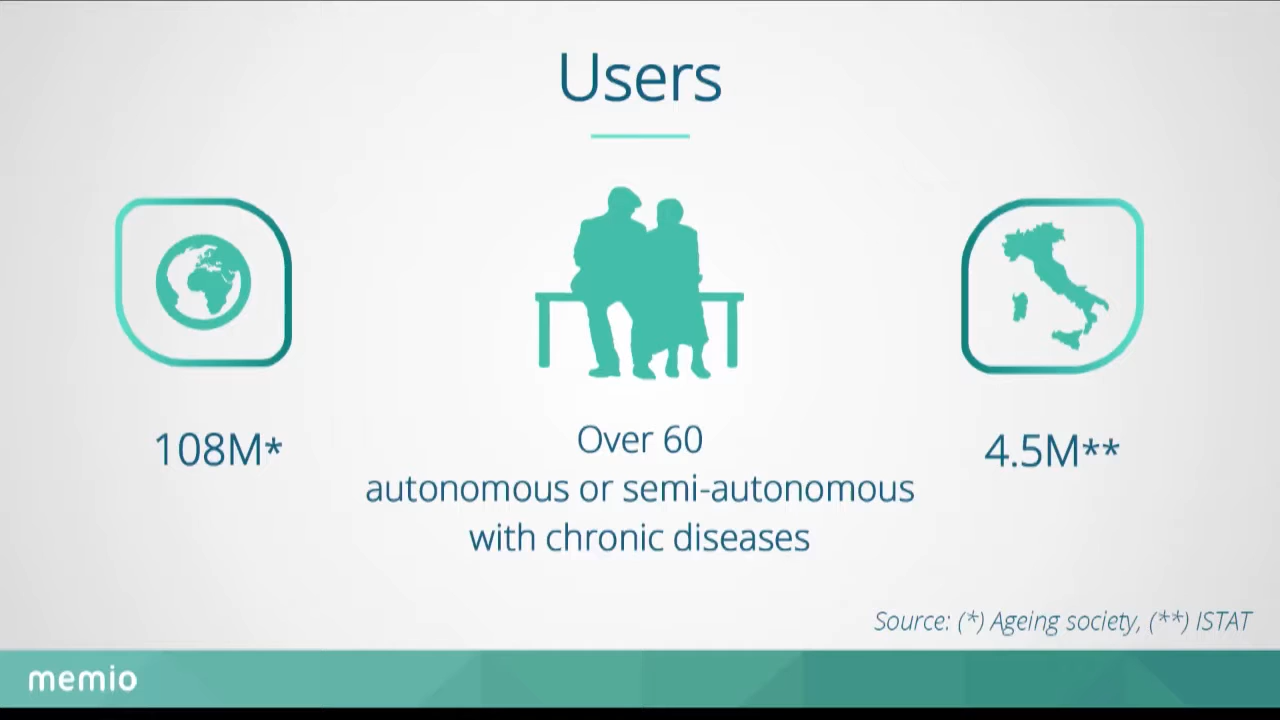 Users
108M*
Over 60
autonomous or semi-autonomous
with chronic diseases
4.5M**
Source: (*) Ageing society, (**) ISTAT
memio